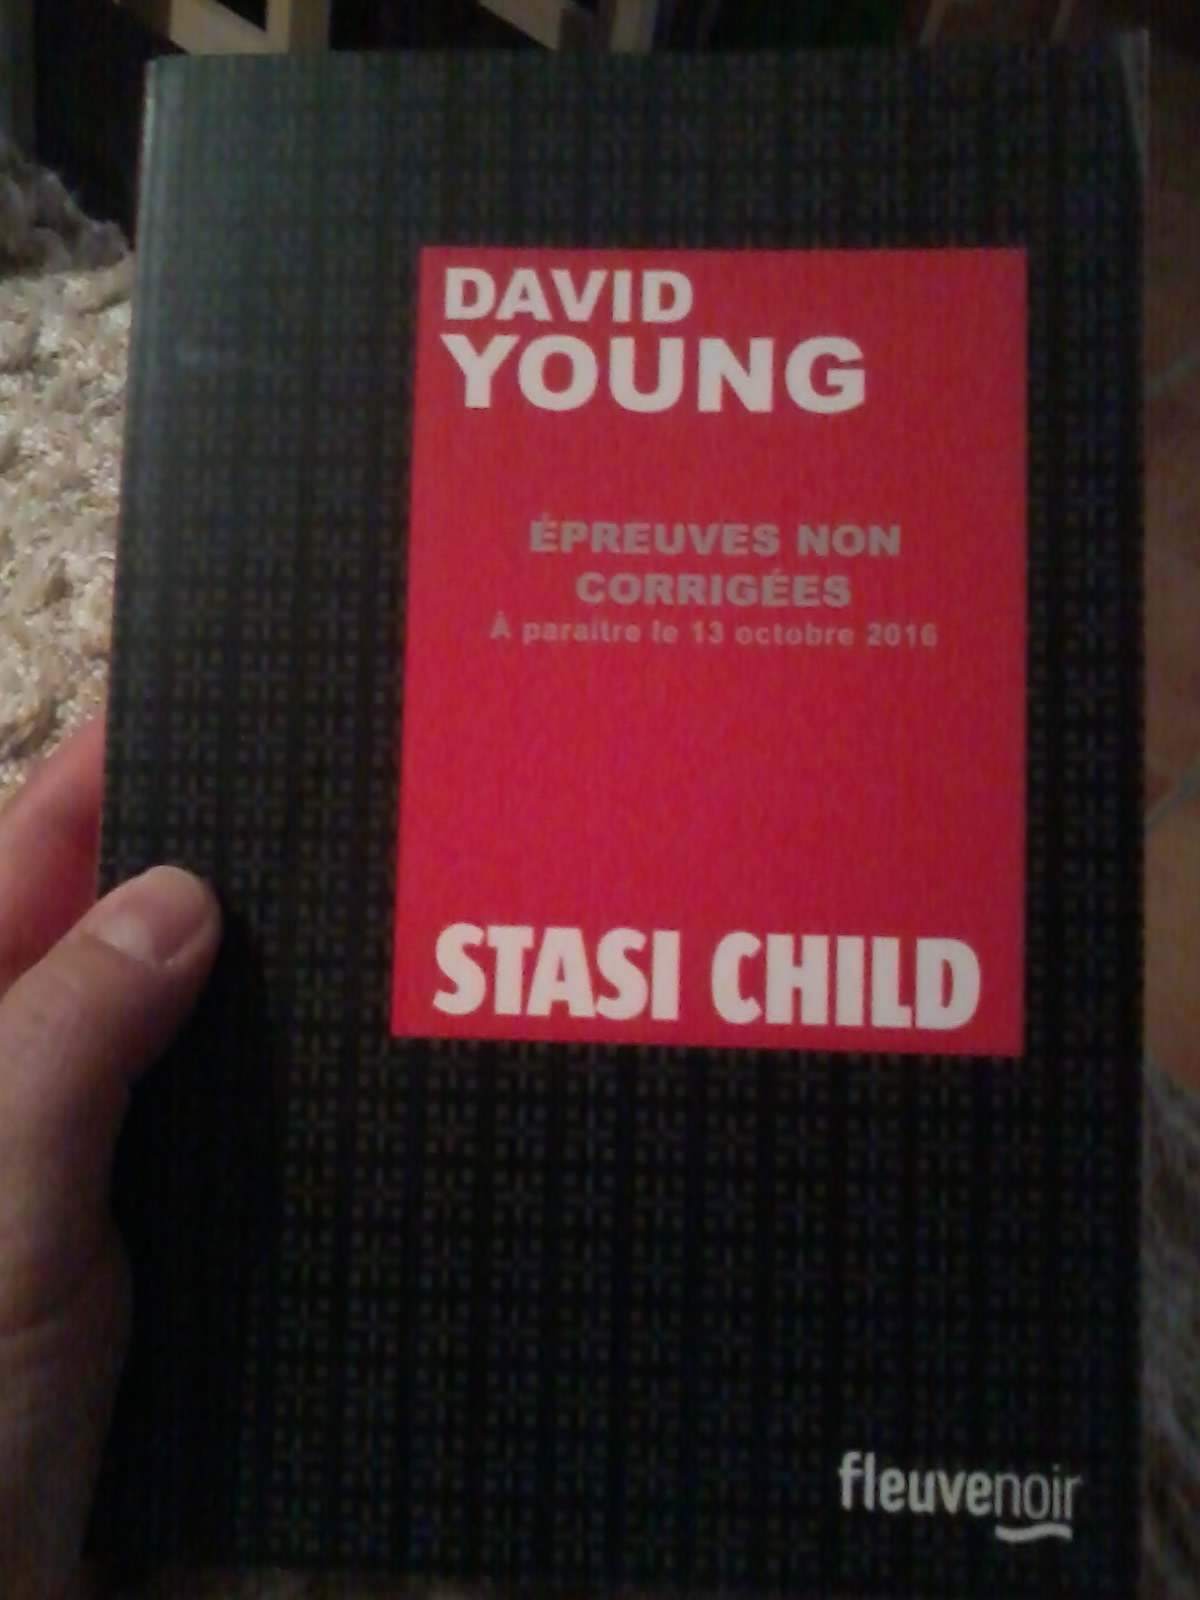 DAVID
YOUNG
ÉPREUVES NON
CORRIGÉES
À paraître le 13 octobre 2016
STASI CHILD
fleuvenoir